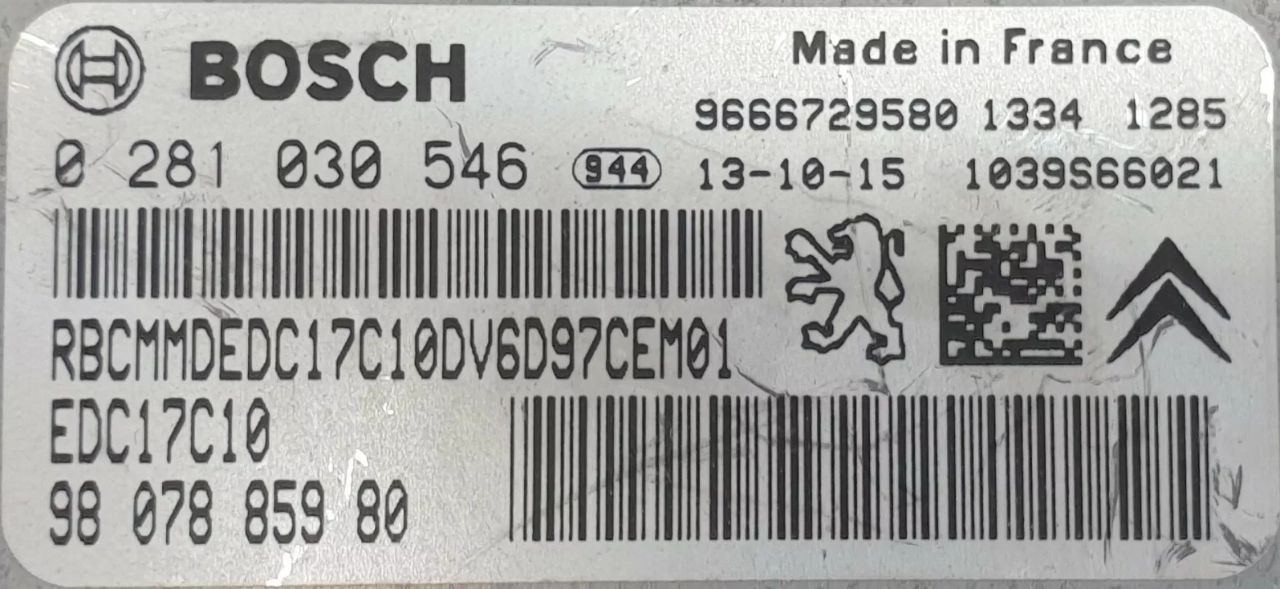 BOSCH
Made in France
9666729580 1334 1285
0 281 030 546 944 13-10-15 1039S66021
RBCMMDEDC17C10DV6D97CEM01
EDC17C10
98 078 859 80